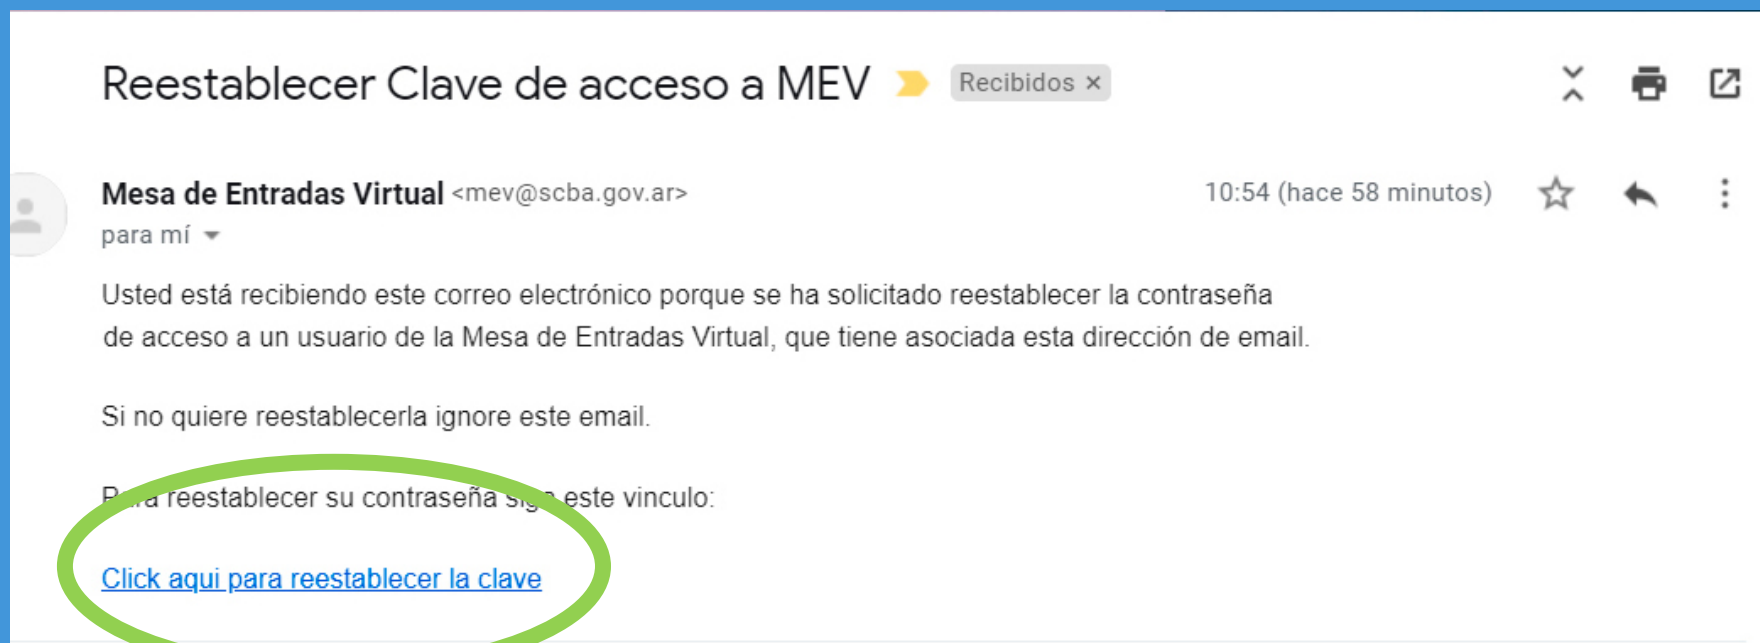 Reestablecer Clave de acceso a MEV Recibidos ×
Mesa de Entradas Virtual <mev@scba.gov.ar> 10:54 (hace 58 minutos)
para mí
Usted está recibiendo este correo electrónico porque se ha solicitado reestablecer la contraseña
de acceso a un usuario de la Mesa de Entradas Virtual, que tiene asociada esta dirección de email.
Si no quiere reestablecerla ignore este email.
Para reestablecer su contraseña siga este vinculo:
Click aqui para reestablecer la clave